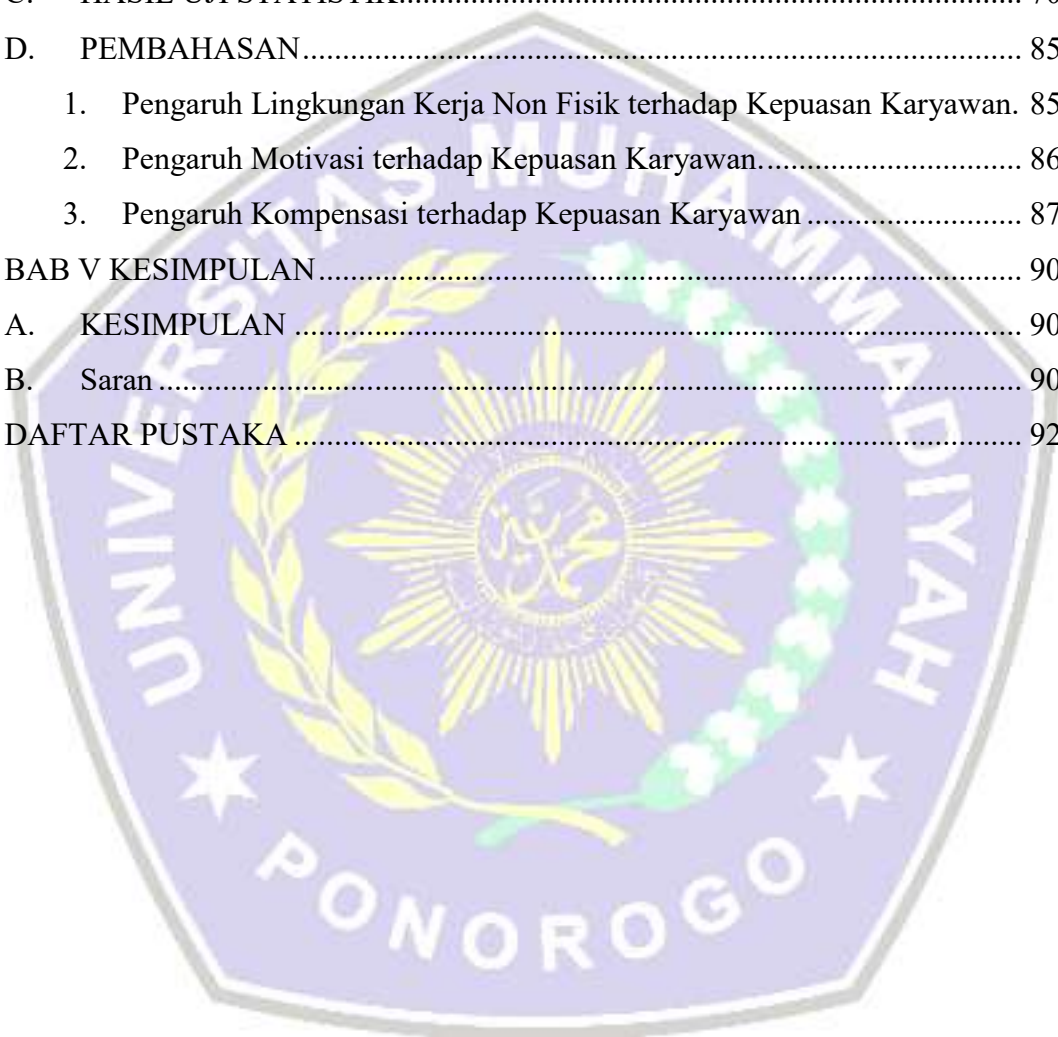 D. PEMBAHASAN........................................................................ 85
1. Pengaruh Lingkungan Kerja Non Fisik terhadap Kepuasan Karyawan. 85
2. Pengaruh Motivasi terhadap Kepuasan Karyawan........................... 86
3. Pengaruh Kompensasi terhadap Kepuasan Karyawan ...................... 87
BAB V KESIMPULAN...................................................................... 90
A. KESIMPULAN ......................................................................... 90
B. Saran ....................................................................................... 90
DAFTAR PUSTAKA ......................................................................... 92
UNIVERSITAS MUHAMMADIYAH
PONOROGO
محمدية